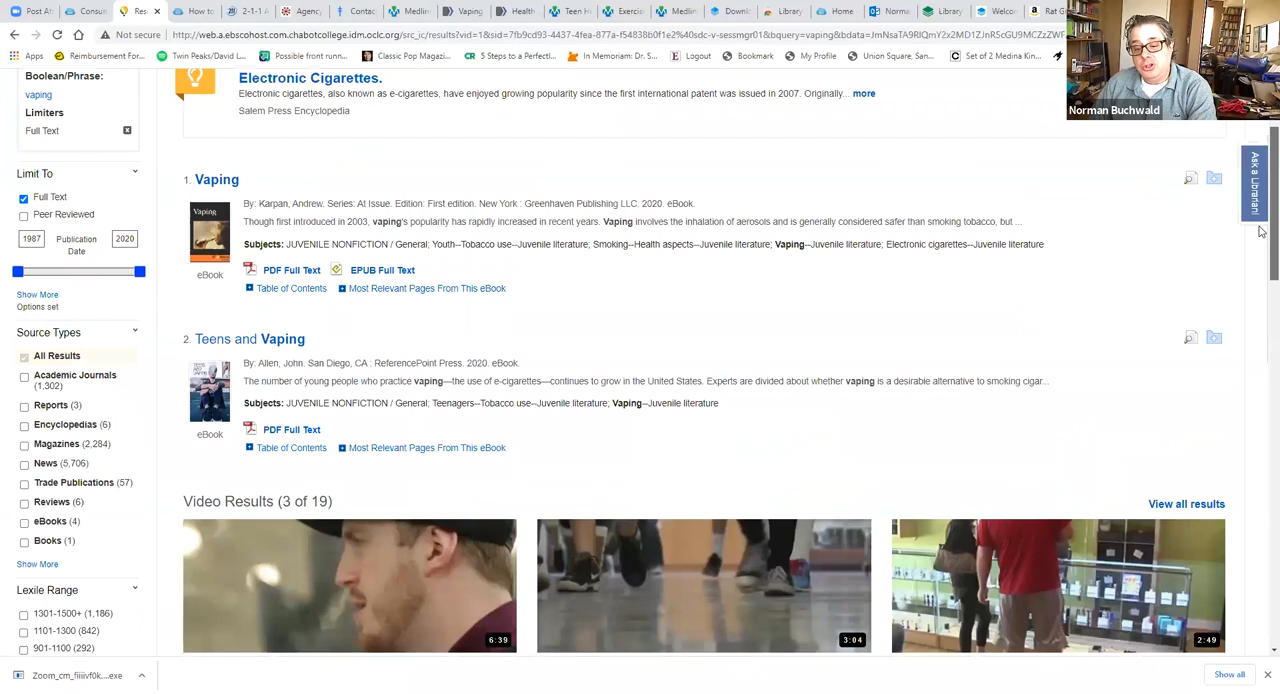 Post Att
Consun
Res
How to
2-1-1 A
Agency
Contac
Medlin
Vaping
Health
Teen H
Exercis
Medlin
Downl
Library
Home
Norma
Library
Welcom
Rat G
Not secure
http://web.a.ebscohost.com.chabotcollege.idm.oclc.org/src_ic/results?vid=1&sid=7fb9cd93-4437-4fea-877a-f54838b0f1e2%40sdc-v-sessmgr01&bquery=vaping&bdata=
Apps
Reimbursement For...
Twin Peaks/David L...
Possible front runn...
Classic Pop Magazi...
5 Steps to a Perfectl...
In Memoriam: Dr. S...
Logout
Bookmark
My Profile
Union Square, San...
Set of 2 Medina Kin...
Norman Buchwald
Boolean/Phrase:
vaping
Limiters
Full Text
Limit To
Full Text
Peer Reviewed
1987 Publication Date 2020
Show More
Options set
Source Types
All Results
Academic Journals
(1,302)
Reports (3)
Encyclopedias (6)
Magazines (2,284)
News (5,706)
Trade Publications (57)
Reviews (6)
eBooks (4)
Books (1)
Show More
Lexile Range
1301-1500+ (1,186)
1101-1300 (842)
901-1100 (292)
Electronic Cigarettes.
Electronic cigarettes, also known as e-cigarettes, have enjoyed growing popularity since the first international patent was issued in 2007. Originally... more
Salem Press Encyclopedia
1. Vaping
By: Karpan, Andrew. Series: At Issue. Edition: First edition. New York : Greenhaven Publishing LLC. 2020. eBook.
Though first introduced in 2003, vaping's popularity has rapidly increased in recent years. Vaping involves the inhalation of aerosols and is generally considered safer than smoking tobacco, but ...
Subjects: JUVENILE NONFICTION / General; Youth--Tobacco use--Juvenile literature; Smoking--Health aspects--Juvenile literature; Vaping--Juvenile literature; Electronic cigarettes--Juvenile literature
Vaping
eBook
PDF Full Text
EPUB Full Text
Table of Contents
Most Relevant Pages From This eBook
2. Teens and Vaping
By: Allen, John. San Diego, CA : ReferencePoint Press. 2020. eBook.
The number of young people who practice vaping—the use of e-cigarettes—continues to grow in the United States. Experts are divided about whether vaping is a desirable alternative to smoking cigar...
Subjects: JUVENILE NONFICTION / General; Teenagers--Tobacco use--Juvenile literature; Vaping--Juvenile literature
eBook
PDF Full Text
Table of Contents
Most Relevant Pages From This eBook
Video Results (3 of 19)
View all results
6:39
3:04
2:49
Ask a Librarian!
Show all